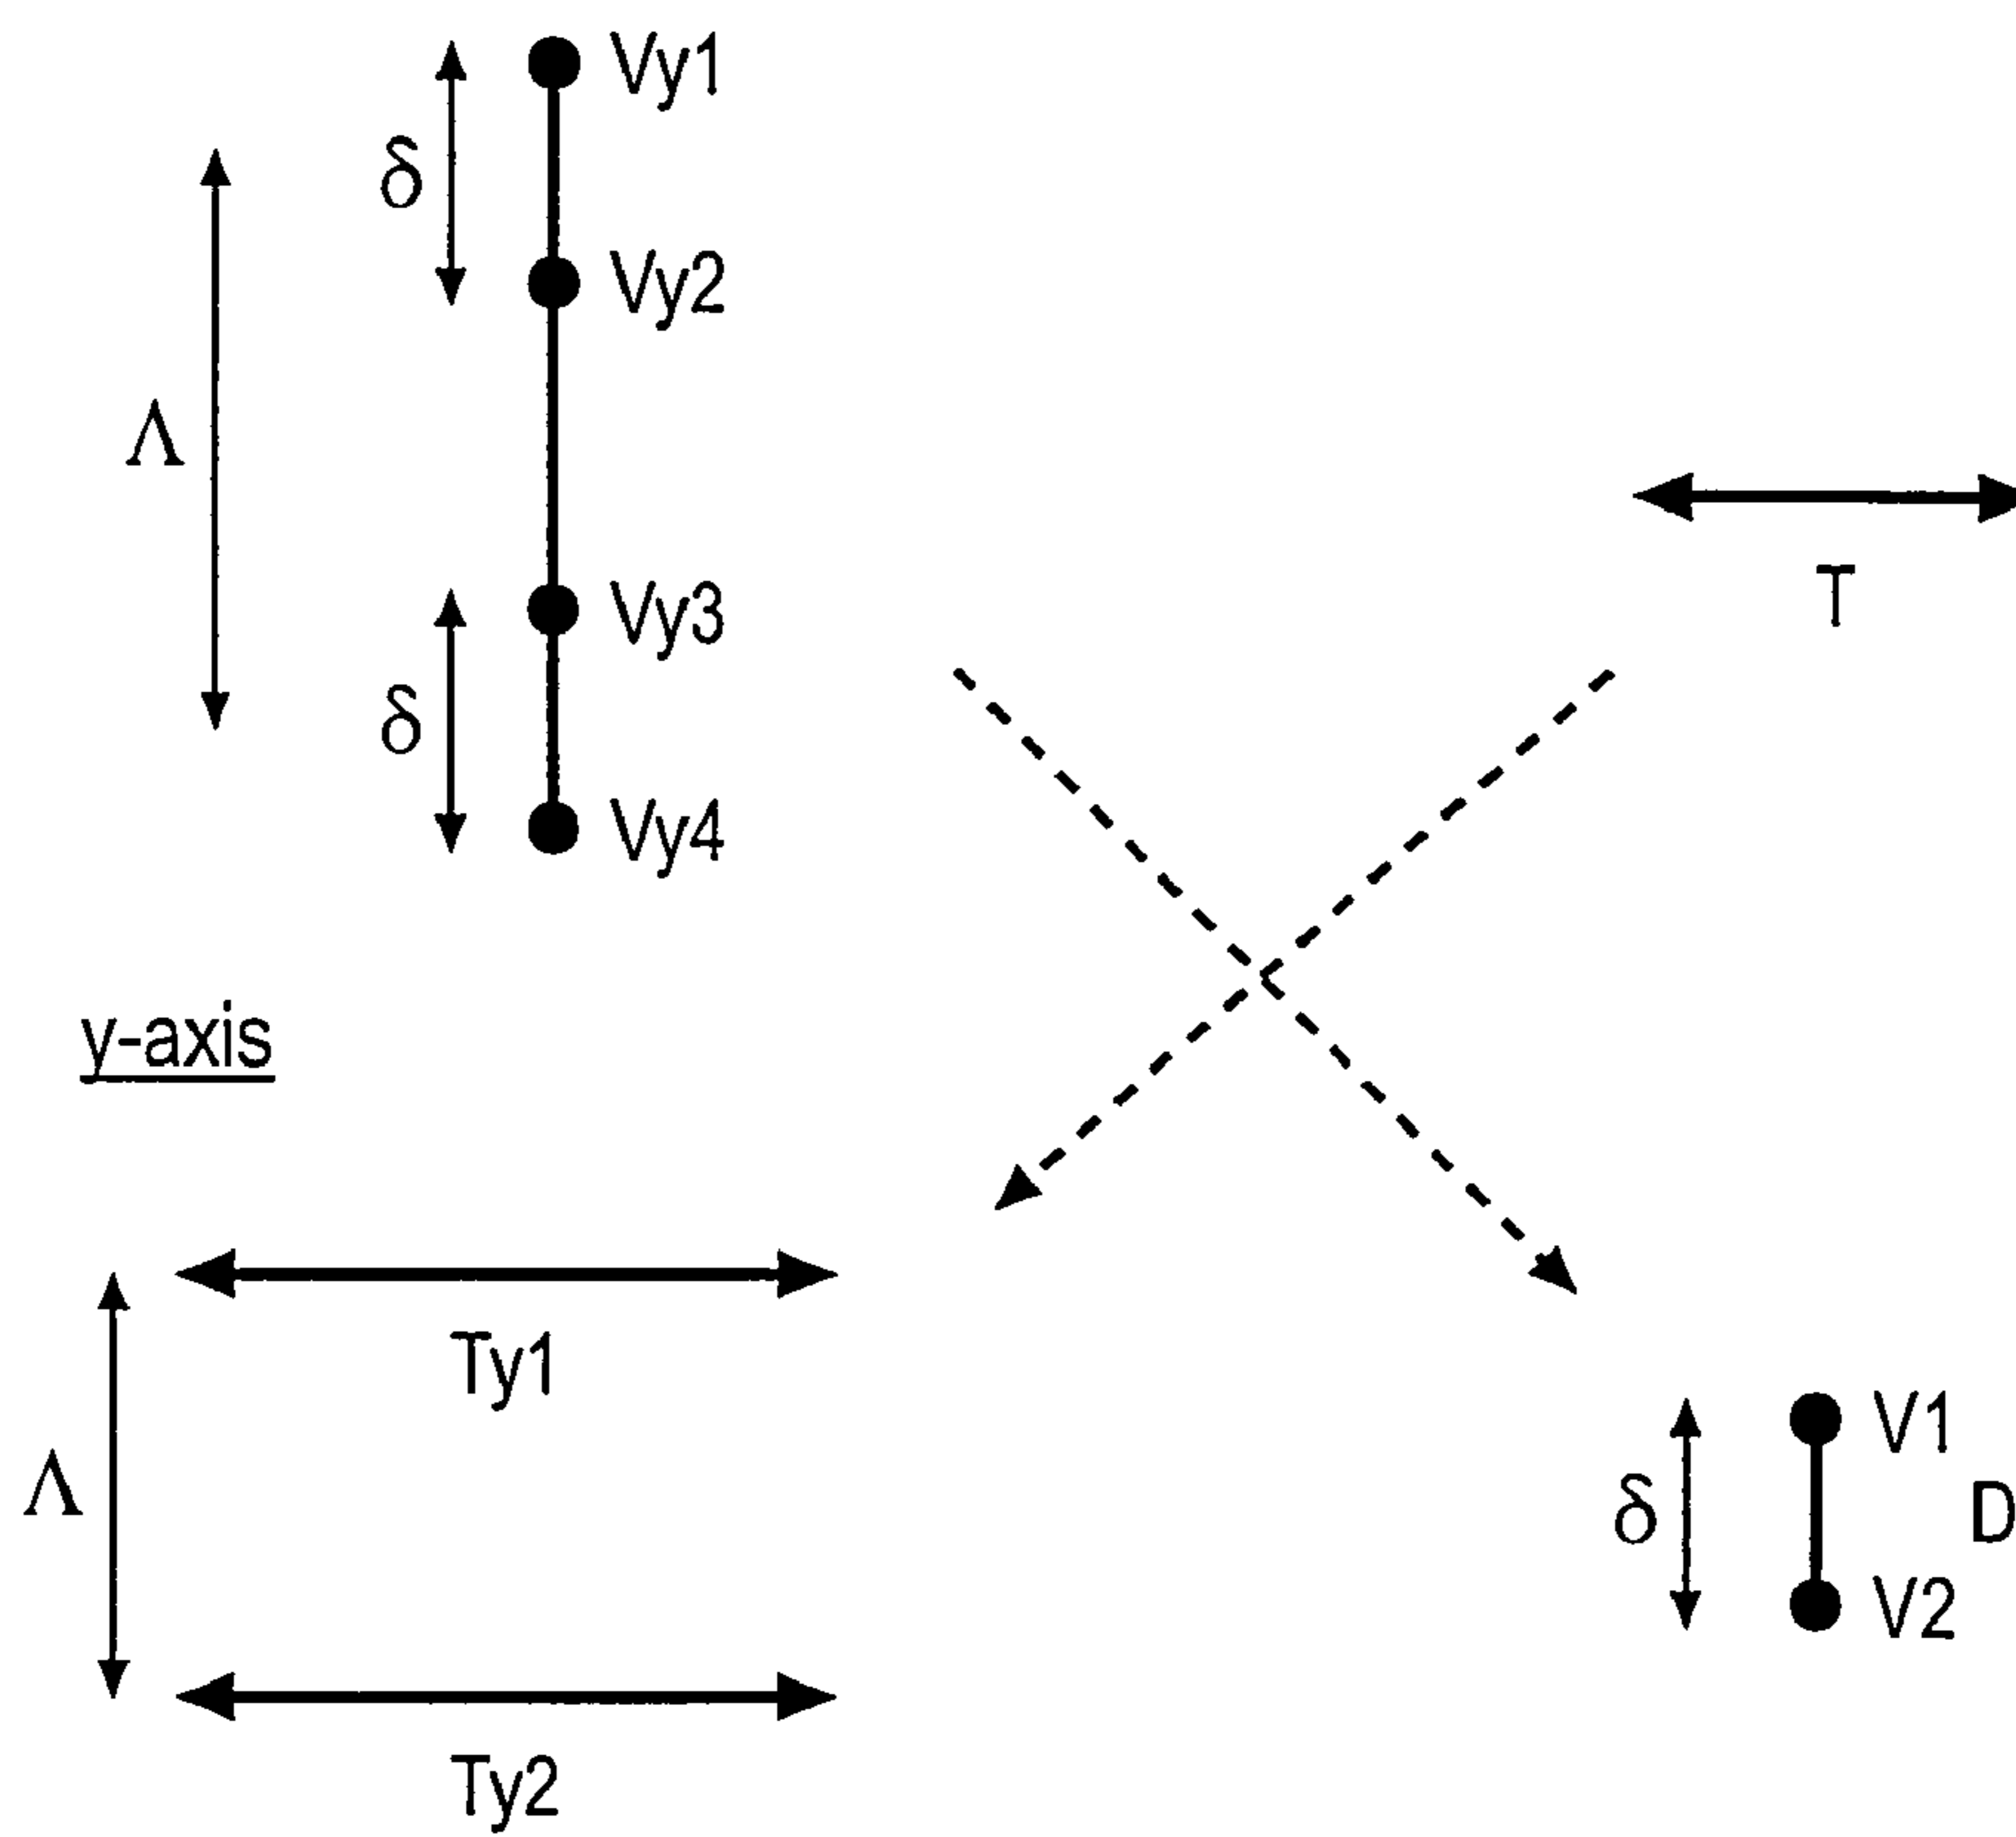 Vy1
δ
Vy2
Λ
Vy3
T
δ
Vy4
y-axis
Ty1
V1
Λ
δ
D
V2
Ty2